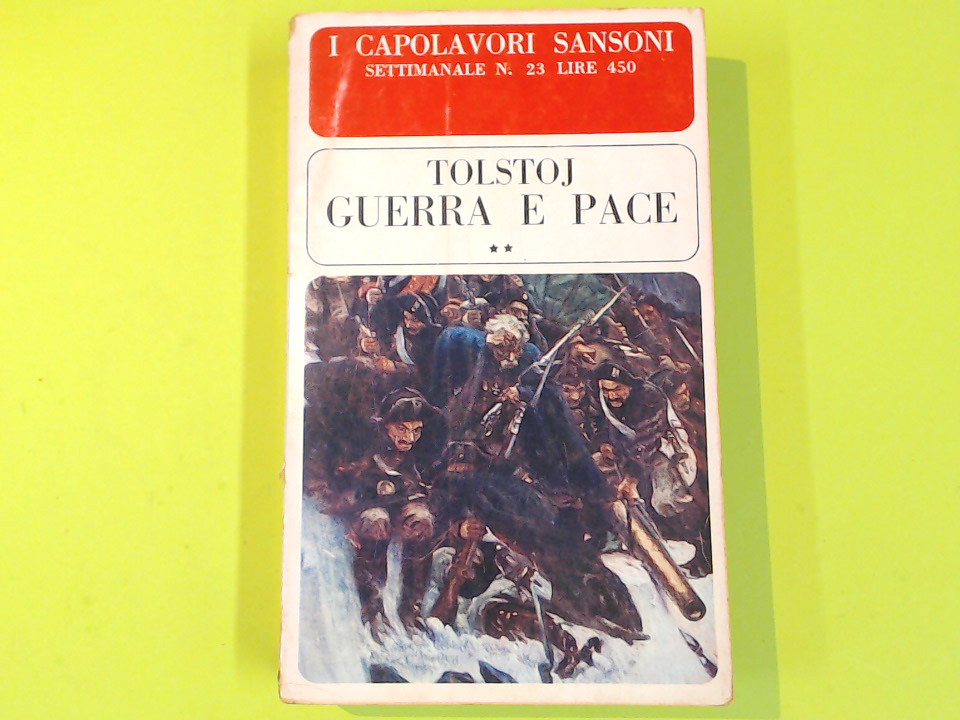 I CAPOLAVORI SANSONI
SETTIMANALE N. 23 LIRE 450
TOLSTOJ
GUERRA E PACE
★★